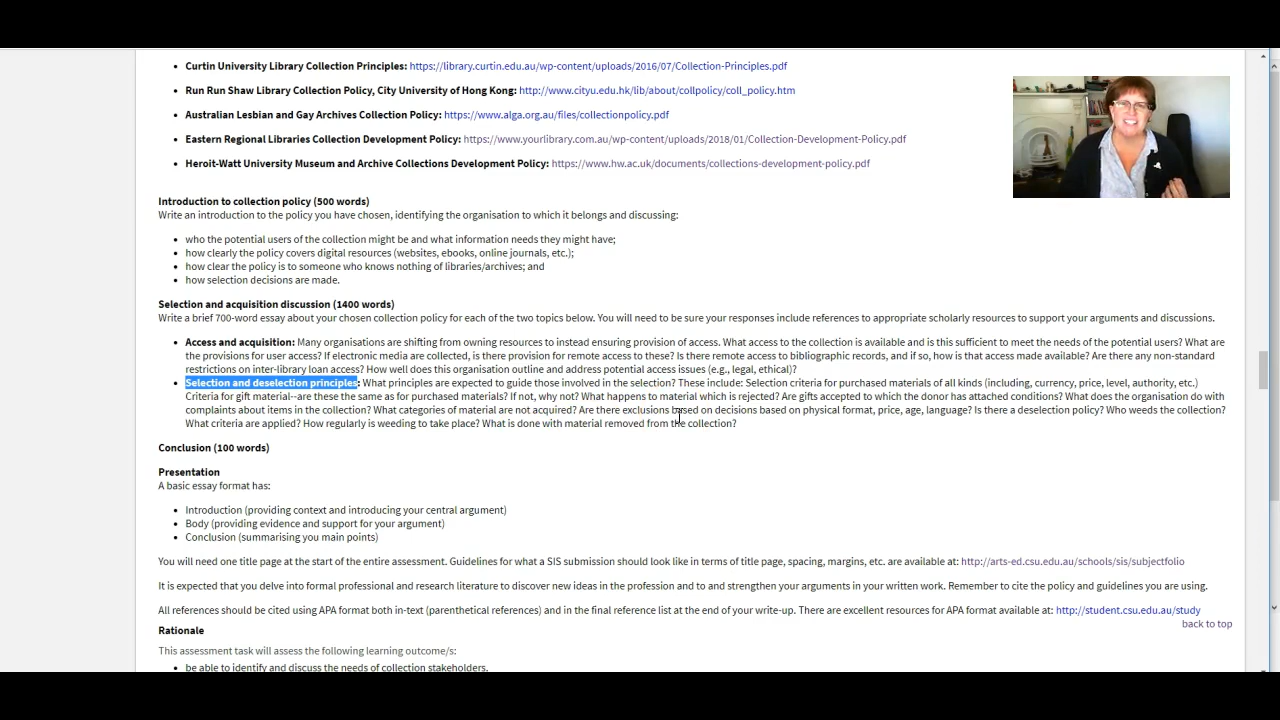 Curtin University Library Collection Principles: https://library.curtin.edu.au/wp-content/uploads/2016/07/Collection-Principles.pdf
Run Run Shaw Library Collection Policy, City University of Hong Kong: http://www.cityu.edu.hk/lib/about/collpolicy/coll_policy.htm
Australian Lesbian and Gay Archives Collection Policy: https://www.alga.org.au/files/collectionpolicy.pdf
Eastern Regional Libraries Collection Development Policy: https://www.yourlibrary.com.au/wp-content/uploads/2018/01/Collection-Development-Policy.pdf
Heroit-Watt University Museum and Archive Collections Development Policy: https://www.hw.ac.uk/documents/collections-development-policy.pdf
Introduction to collection policy (500 words)
Write an introduction to the policy you have chosen, identifying the organisation to which it belongs and discussing:
who the potential users of the collection might be and what information needs they might have;
how clearly the policy covers digital resources (websites, ebooks, online journals, etc.);
how clear the policy is to someone who knows nothing of libraries/archives; and
how selection decisions are made.
Selection and acquisition discussion (1400 words)
Write a brief 700-word essay about your chosen collection policy for each of the two topics below. You will need to be sure your responses include references to appropriate scholarly resources to support your arguments and discussions.
Access and acquisition: Many organisations are shifting from owning resources to instead ensuring provision of access. What access to the collection is available and is this sufficient to meet the needs of the potential users? What are
the provisions for user access? If electronic media are collected, is there provision for remote access to these? Is there remote access to bibliographic records, and if so, how is that access made available? Are there any non-standard
restrictions on inter-library loan access? How well does this organisation outline and address potential access issues (e.g., legal, ethical)?
Selection and deselection principles: What principles are expected to guide those involved in the selection? These include: Selection criteria for purchased materials of all kinds (including, currency, price, level, authority, etc.)
Criteria for gift material--are these the same as for purchased materials? If not, why not? What happens to material which is rejected? Are gifts accepted to which the donor has attached conditions? What does the organisation do with
complaints about items in the collection? What categories of material are not acquired? Are there exclusions based on decisions based on physical format, price, age, language? Is there a deselection policy? Who weeds the collection?
What criteria are applied? How regularly is weeding to take place? What is done with material removed from the collection?
Conclusion (100 words)
Presentation
A basic essay format has:
Introduction (providing context and introducing your central argument)
Body (providing evidence and support for your argument)
Conclusion (summarising you main points)
You will need one title page at the start of the entire assessment. Guidelines for what a SIS submission should look like in terms of title page, spacing, margins, etc. are available at: http://arts-ed.csu.edu.au/schools/sis/subjectfolio
It is expected that you delve into formal professional and research literature to discover new ideas in the profession and to and strengthen your arguments in your written work. Remember to cite the policy and guidelines you are using.
All references should be cited using APA format both in-text (parenthetical references) and in the final reference list at the end of your write-up. There are excellent resources for APA format available at: http://student.csu.edu.au/study
back to top
Rationale
This assessment task will assess the following learning outcome/s:
be able to identify and discuss the needs of collection stakeholders.